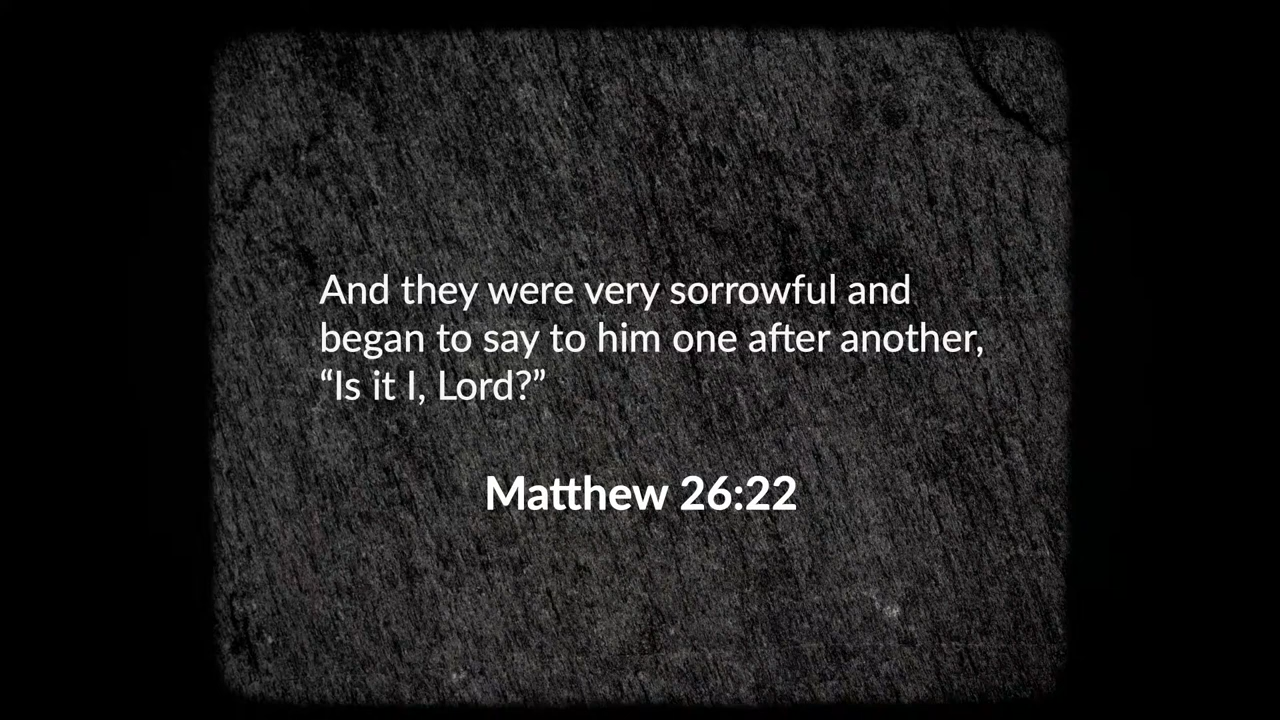 And they were very sorrowful and
began to say to him one after another,
“Is it I, Lord?”
Matthew 26:22